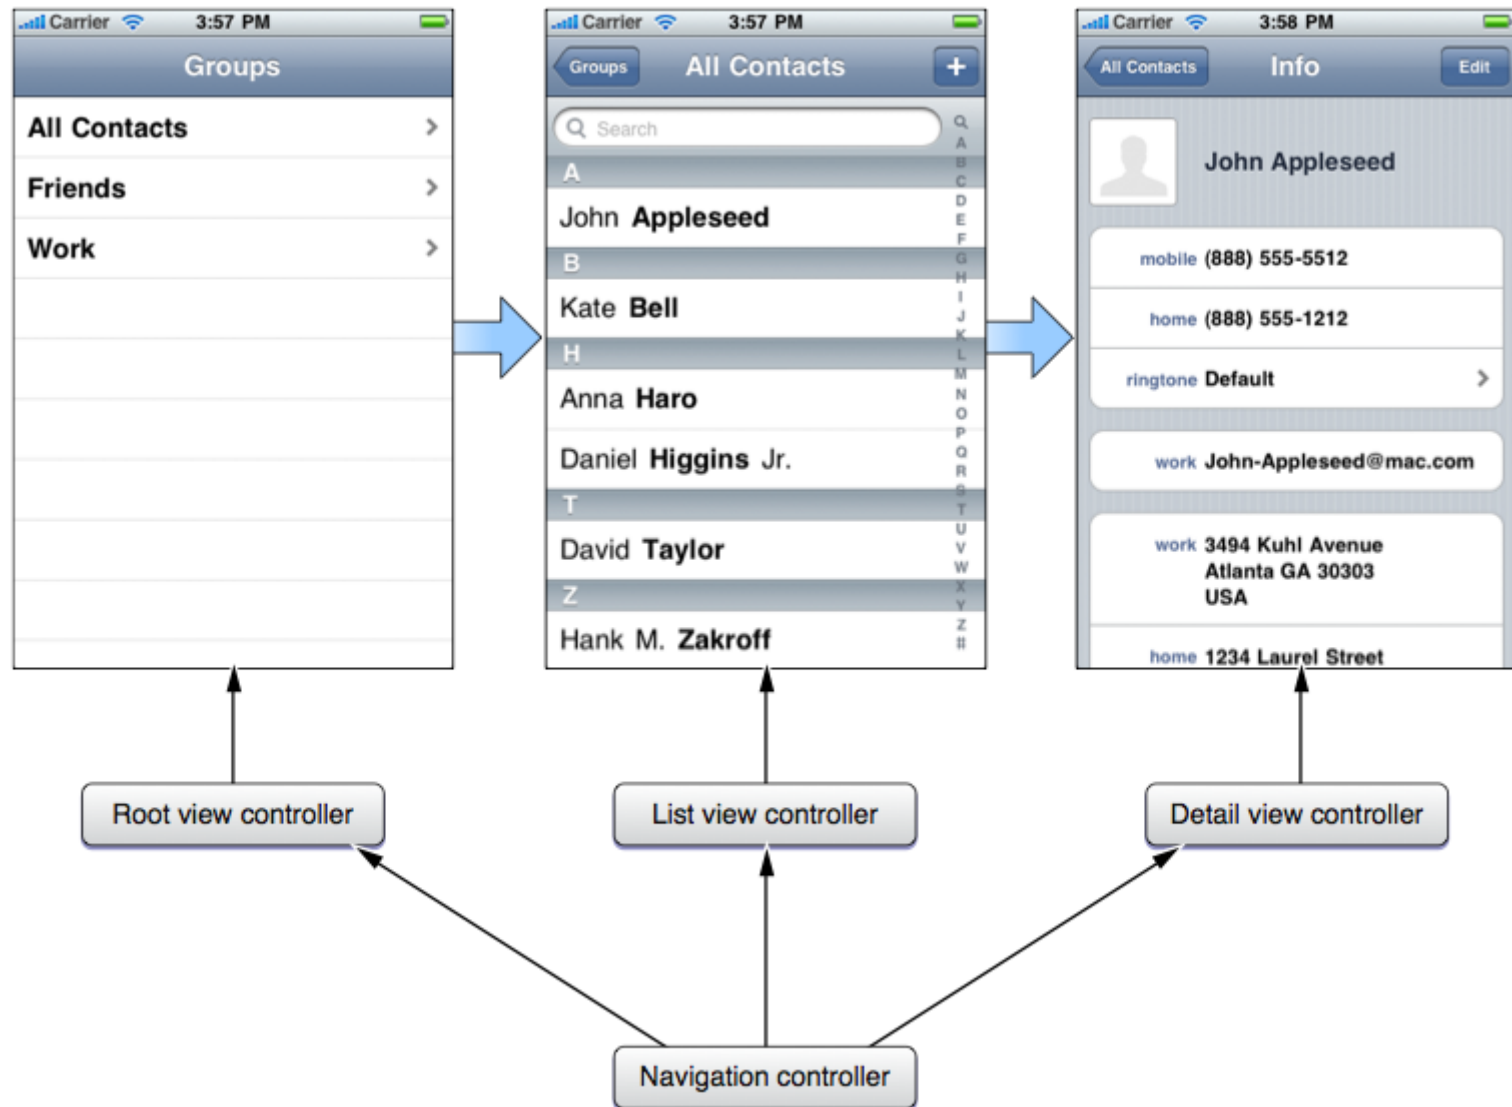 Carrier 3:57 PM
Groups
All Contacts
Friends
Work
Carrier 3:57 PM
Groups All Contacts +
Search
A
John Appleseed
B
Kate Bell
H
Anna Haro
Daniel Higgins Jr.
T
David Taylor
Z
Hank M. Zakroff
A
B
C
D
E
F
G
H
I
J
K
L
M
N
O
P
Q
R
S
T
U
V
W
X
Y
Z
#
Carrier 3:58 PM
All Contacts Info Edit
John Appleseed
mobile (888) 555-5512
home (888) 555-1212
ringtone Default
work John-Appleseed@mac.com
work 3494 Kuhl Avenue
Atlanta GA 30303
USA
home 1234 Laurel Street
Root view controller
List view controller
Detail view controller
Navigation controller